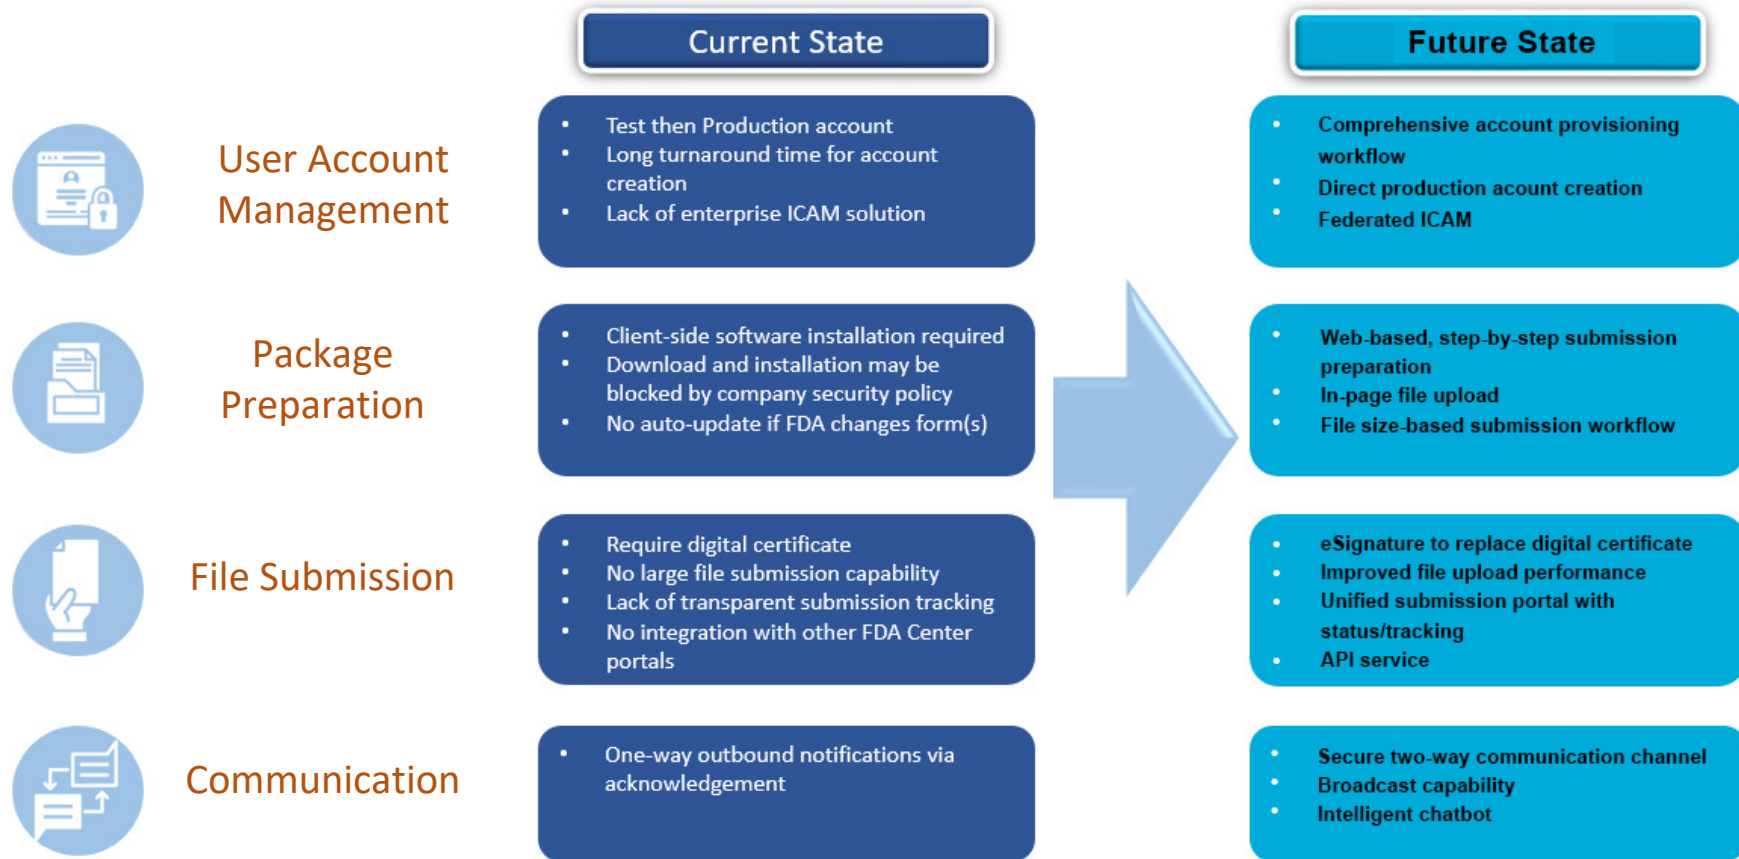 Current State
Future State
User Account
Management
• Test then Production account
• Long turnaround time for account
creation
• Lack of enterprise ICAM solution
• Comprehensive account provisioning
workflow
• Direct production acount creation
• Federated ICAM
Package
Preparation
• Client-side software installation required
• Download and installation may be
blocked by company security policy
• No auto-update if FDA changes form(s)
• Web-based, step-by-step submission
preparation
• In-page file upload
• File size-based submission workflow
File Submission
• Require digital certificate
• No large file submission capability
• Lack of transparent submission tracking
• No integration with other FDA Center
portals
• eSignature to replace digital certificate
• Improved file upload performance
• Unified submission portal with
status/tracking
• API service
Communication
• One-way outbound notifications via
acknowledgement
• Secure two-way communication channel
• Broadcast capability
• Intelligent chatbot